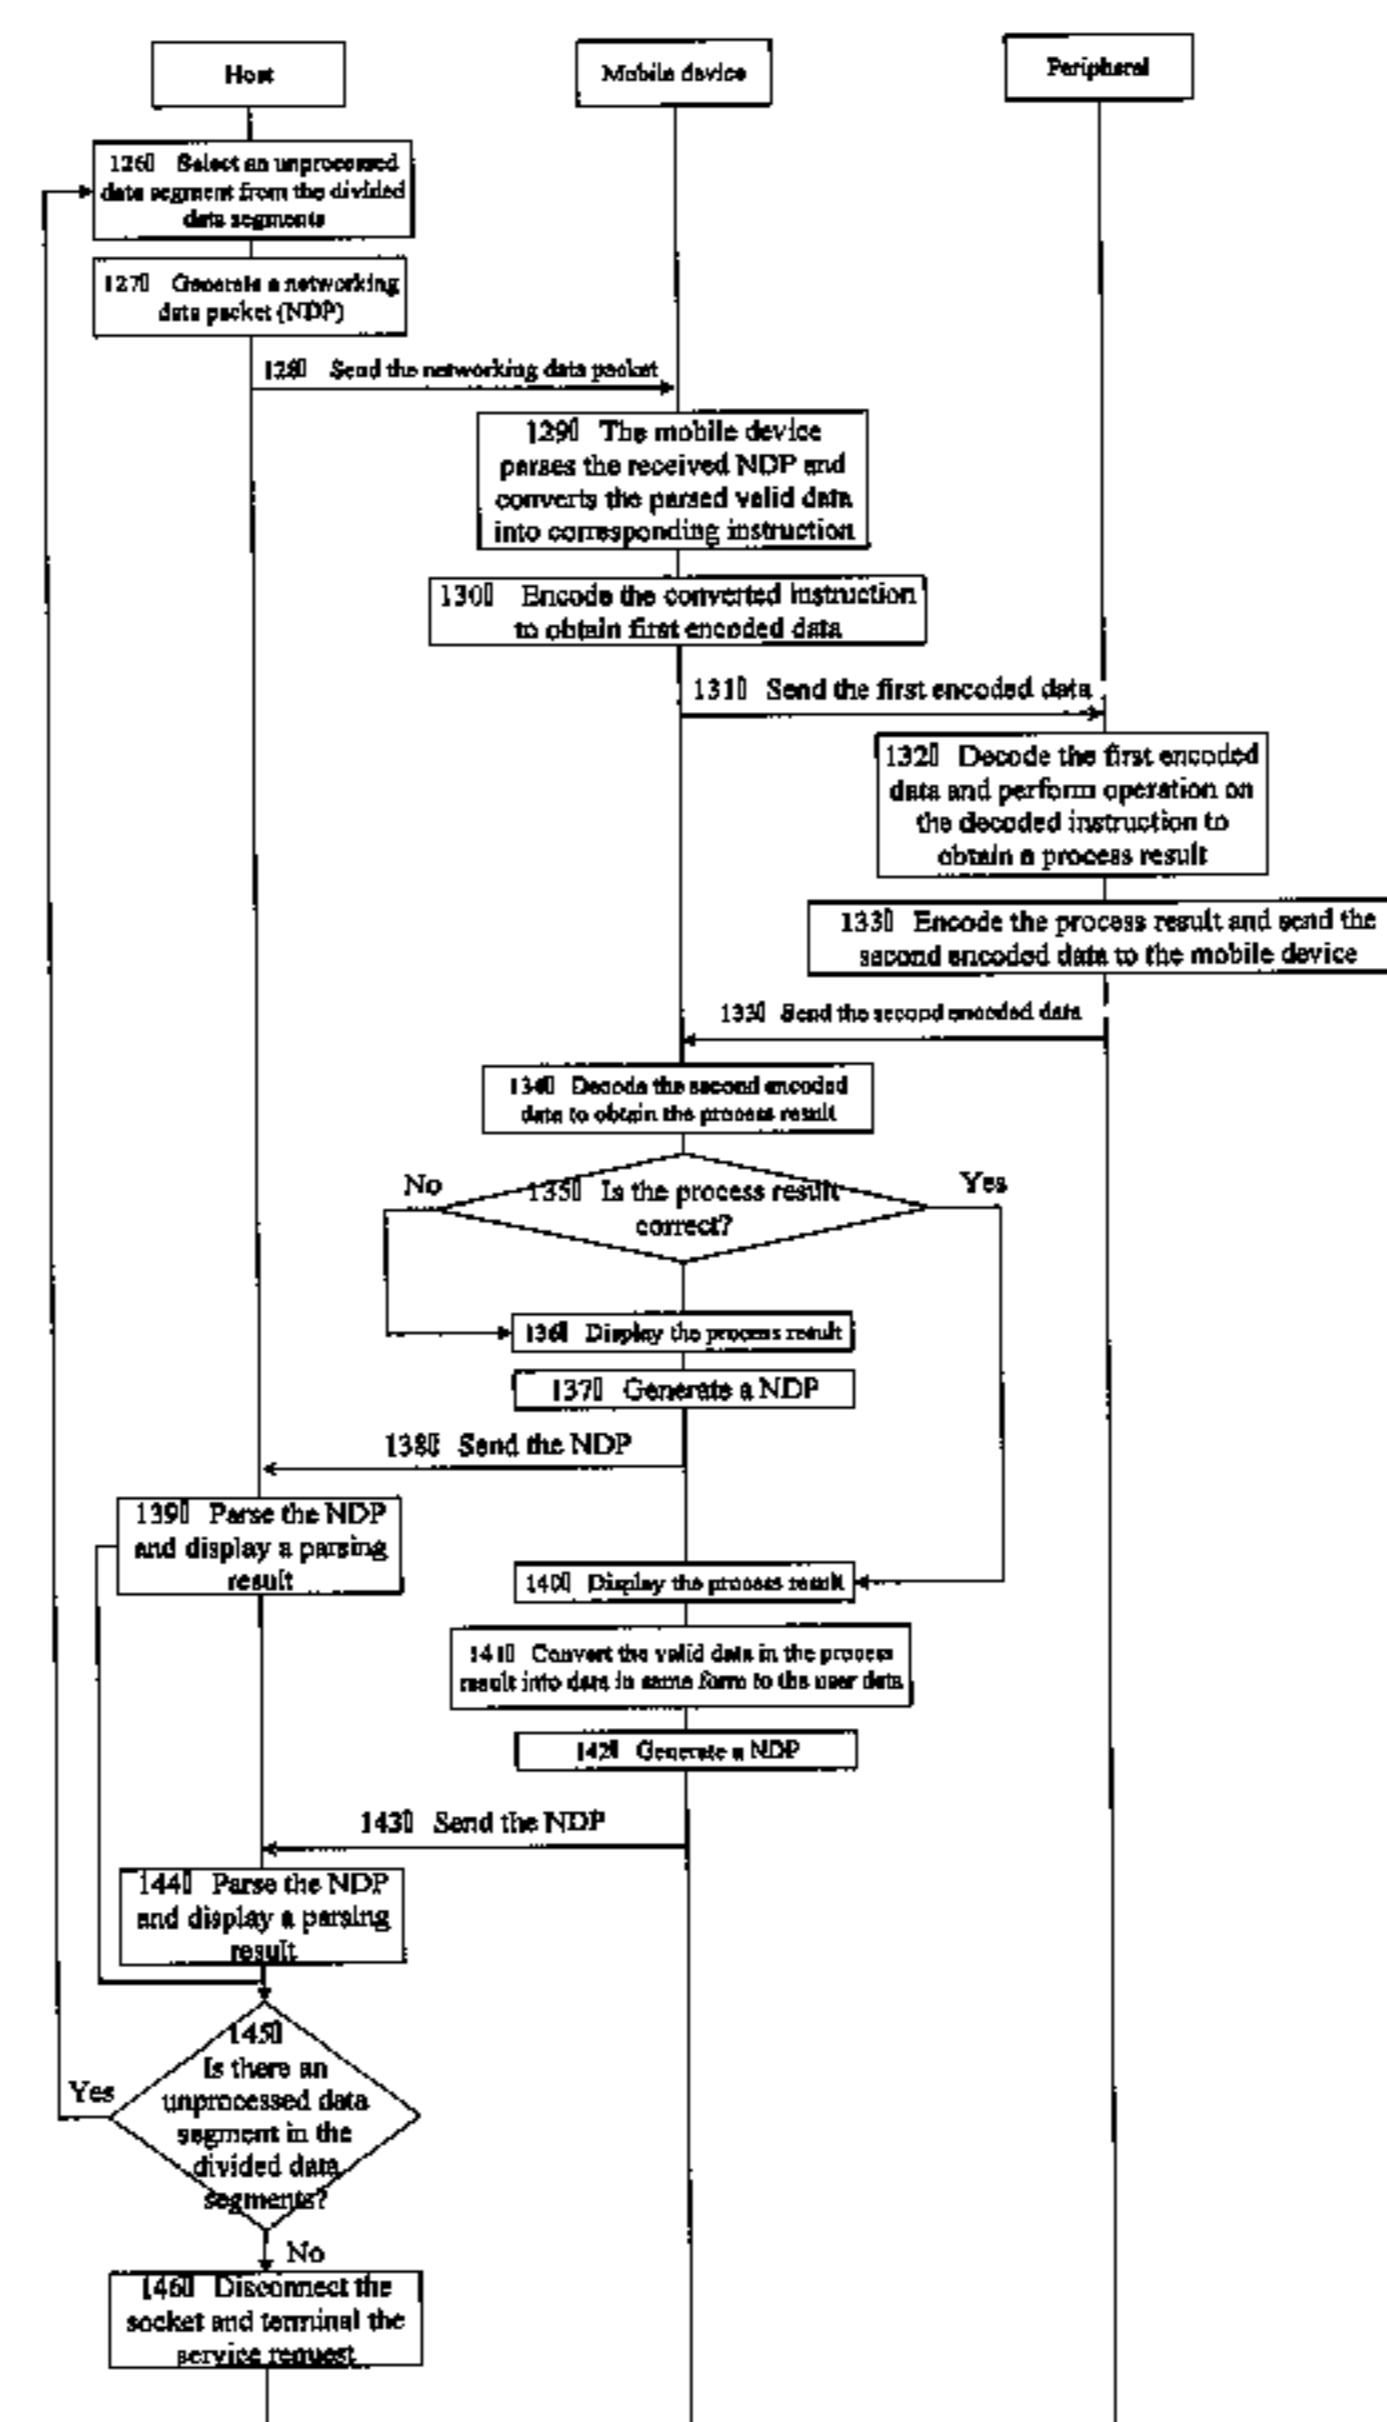 Host
Mobile device
Peripheral
126 Select an unprocessed
data segment from the divided
data segments
127 Generate a networking
data packet (NDP)
128 Send the networking data packet
129 The mobile device
parses the received NDP and
converts the parsed valid data
into corresponding instruction
130 Encode the converted instruction
to obtain first encoded data
131 Send the first encoded data
132 Decode the first encoded
data and perform operation on
the decoded instruction to
obtain a process result
133 Encode the process result and send the
second encoded data to the mobile device
133 Send the second encoded data
134 Decode the second encoded
data to obtain the process result
No
135 Is the process result
correct?
Yes
136 Display the process result
137 Generate a NDP
138 Send the NDP
139 Parse the NDP
and display a parsing
result
140 Display the process result
141 Convert the valid data in the process
result into data in same form to the user data
142 Generate a NDP
143 Send the NDP
144 Parse the NDP
and display a parsing
result
145
Is there an
unprocessed data
segment in the
divided data
segments?
Yes
No
146 Disconnect the
socket and terminal the
service request